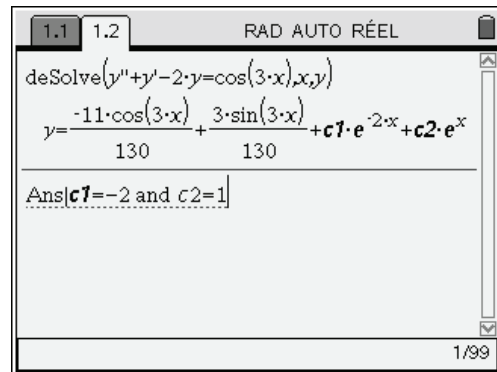 1.1 1.2 RAD AUTO RÉEL
deSolve(y''+y'-2·y=cos(3·x),x,y)
y=-11·cos(3·x)/130+3·sin(3·x)/130+c1·e^-2·x+c2·e^x
Ans|c1=-2 and c2=1
1/99